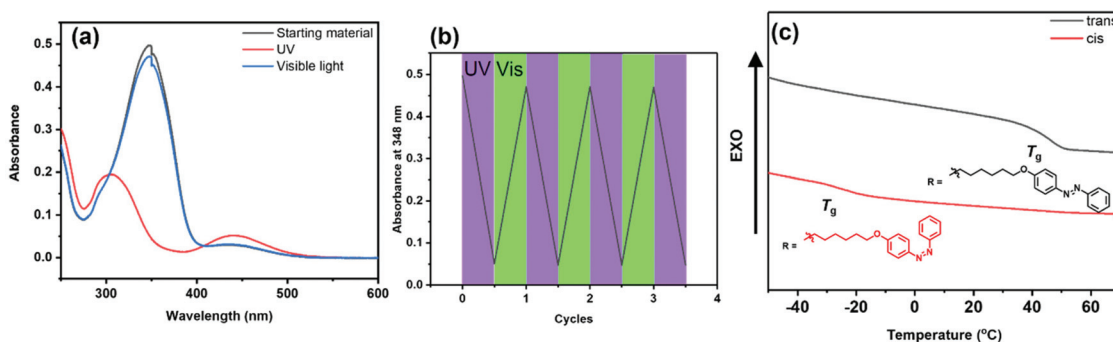 (a)
Starting material
UV
Visible light
0.5
0.4
0.3
0.2
0.1
0.0
Absorbance
300
400
500
600
Wavelength (nm)
(b)
UV Vis
0.5
0.4
0.3
0.2
0.1
0.0
Absorbance at 348 nm
0
1
2
3
4
Cycles
(c)
trans
cis
EXO
Tg
R =
O
N
N
Tg
R =
O
N
N
-40
-20
0
20
40
60
Temperature (°C)